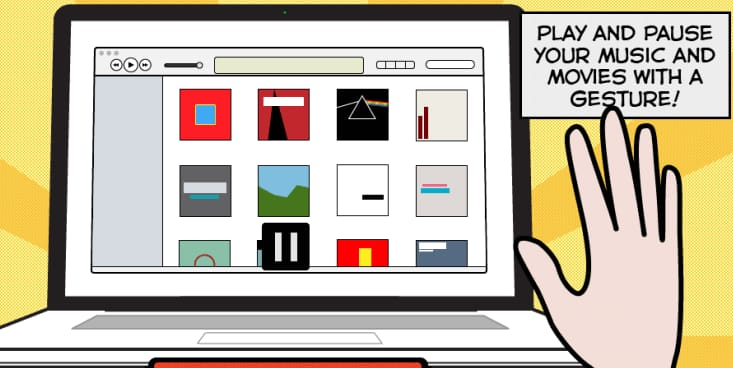 PLAY AND PAUSE
YOUR MUSIC AND
MOVIES WITH A
GESTURE!